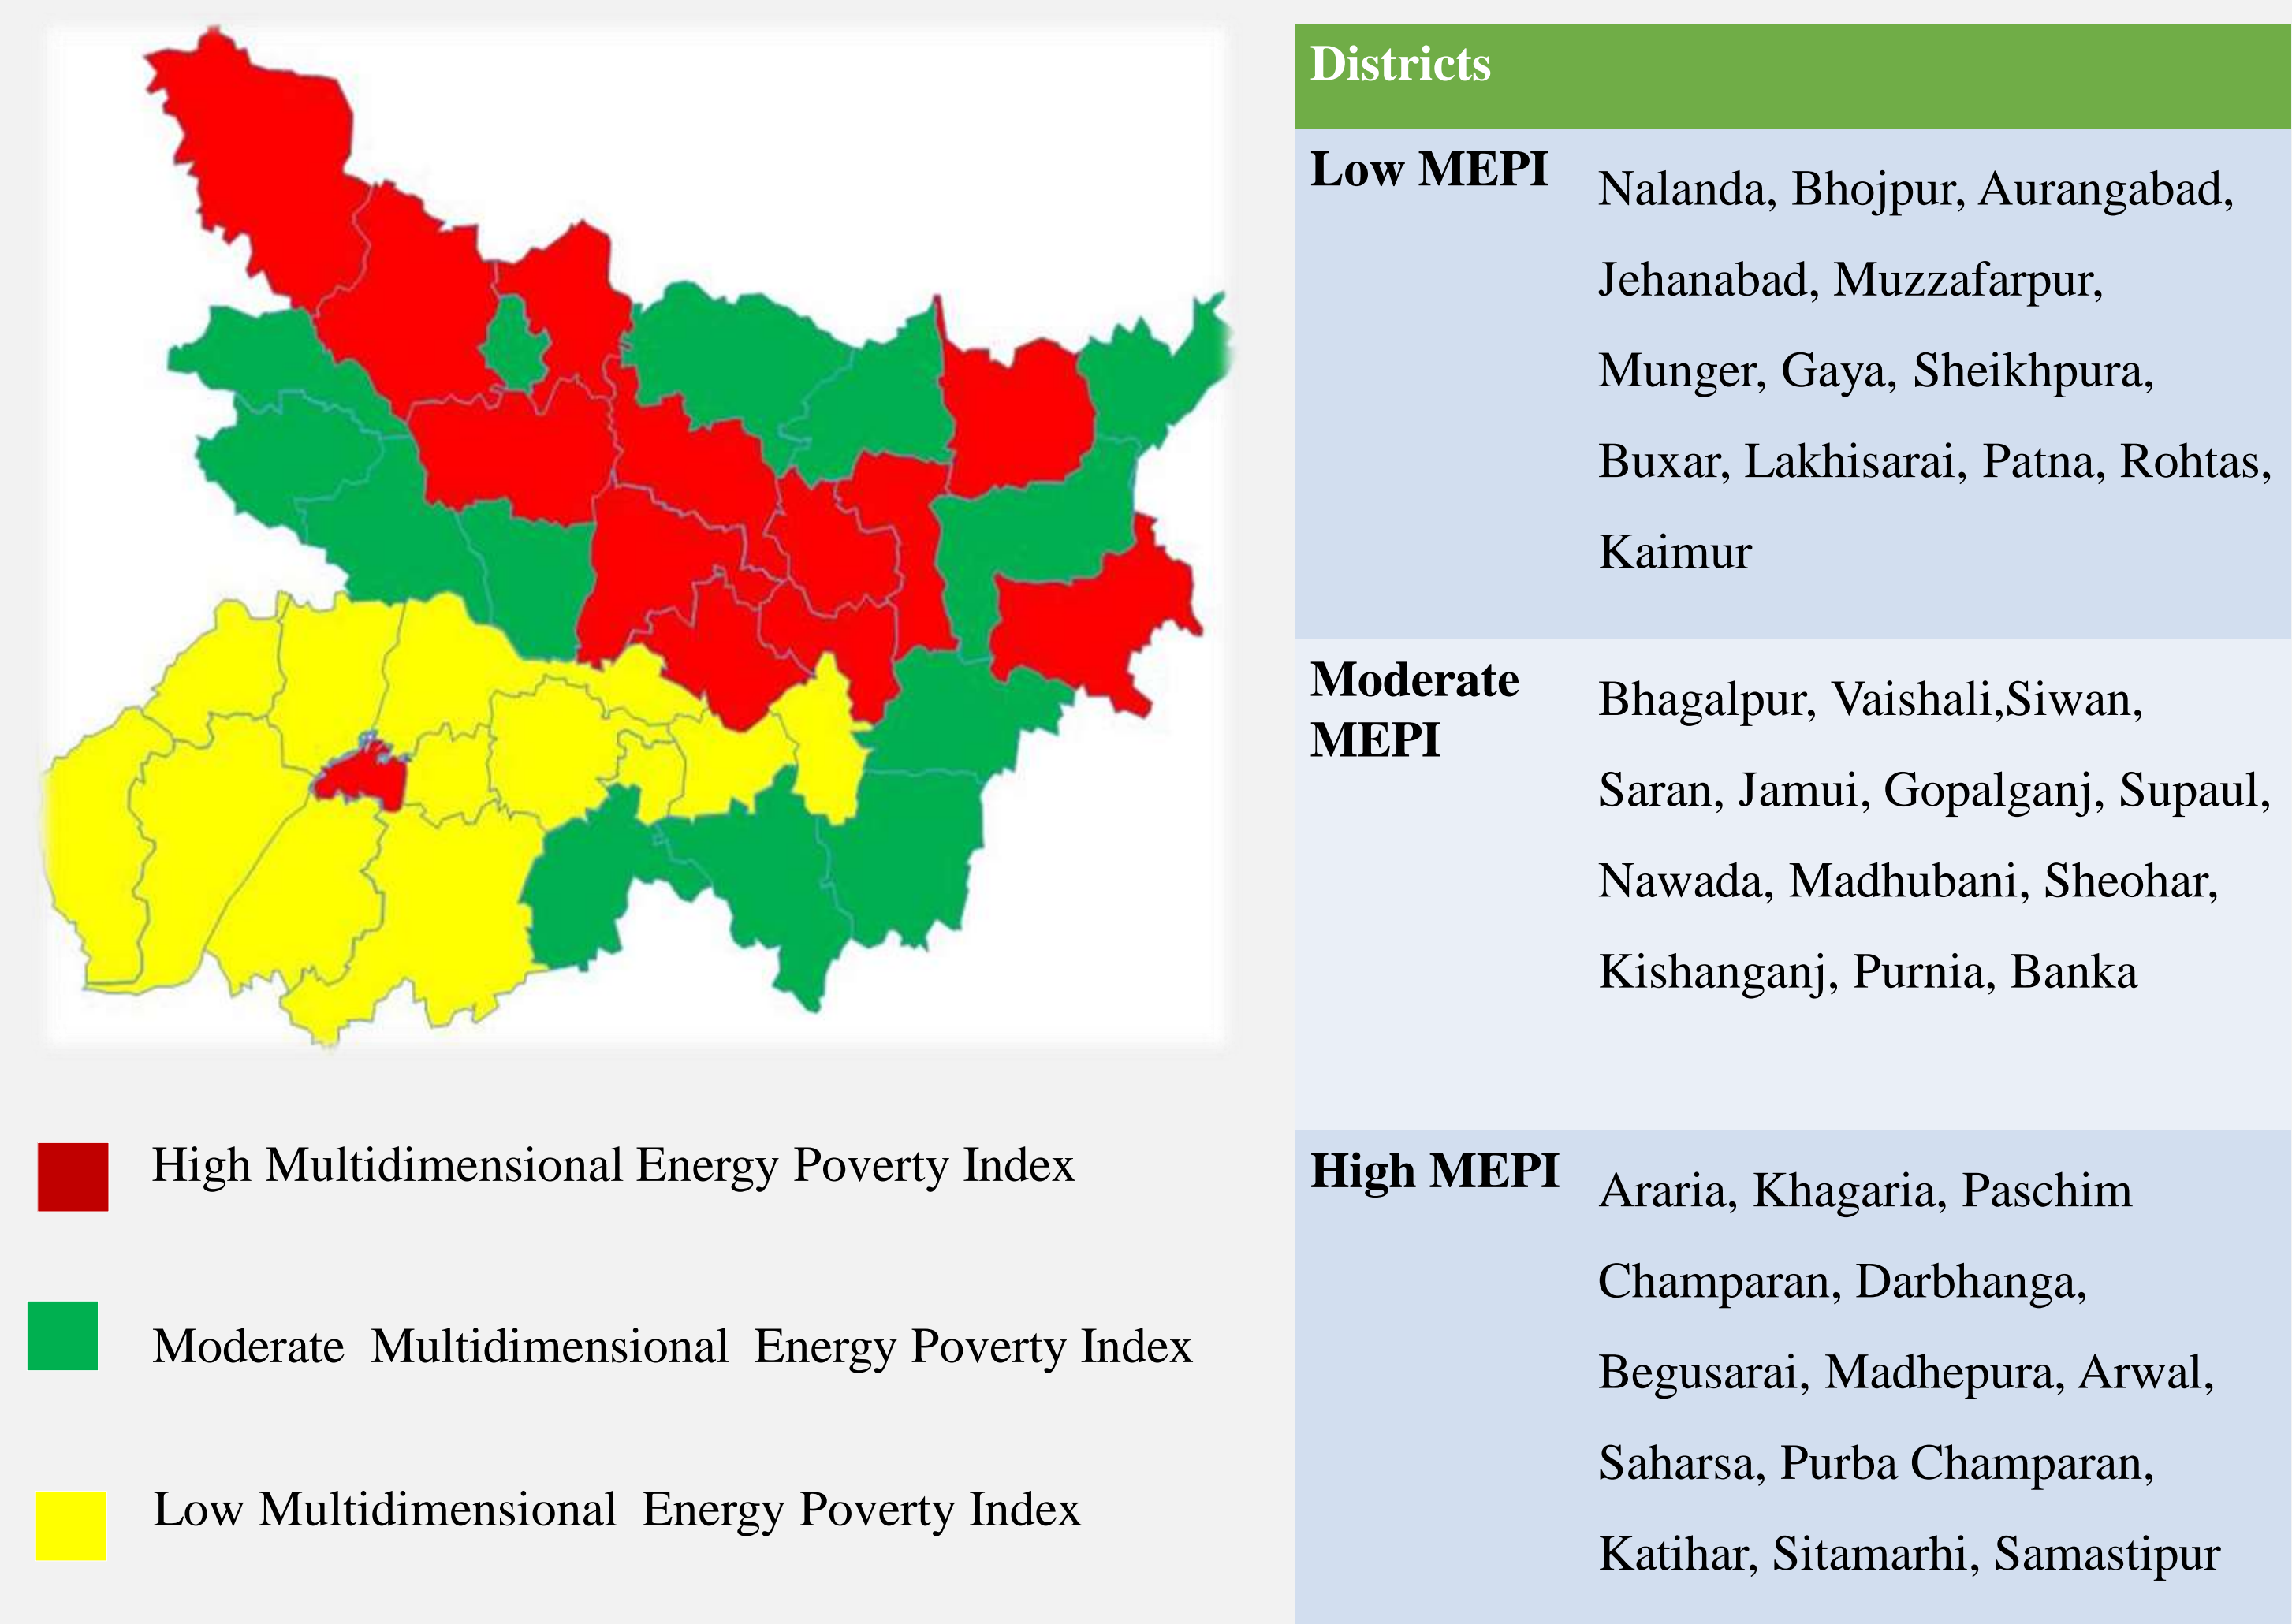 Districts
Low MEPI
Nalanda, Bhojpur, Aurangabad,
Jehanabad, Muzzafarpur,
Munger, Gaya, Sheikhpura,
Buxar, Lakhisarai, Patna, Rohtas,
Kaimur
Moderate
MEPI
Bhagalpur, Vaishali,Siwan,
Saran, Jamui, Gopalganj, Supaul,
Nawada, Madhubani, Sheohar,
Kishanganj, Purnia, Banka
High MEPI
Araria, Khagaria, Paschim
Champaran, Darbhanga,
Begusarai, Madhepura, Arwal,
Saharsa, Purba Champaran,
Katihar, Sitamarhi, Samastipur
High Multidimensional Energy Poverty Index
Moderate Multidimensional Energy Poverty Index
Low Multidimensional Energy Poverty Index